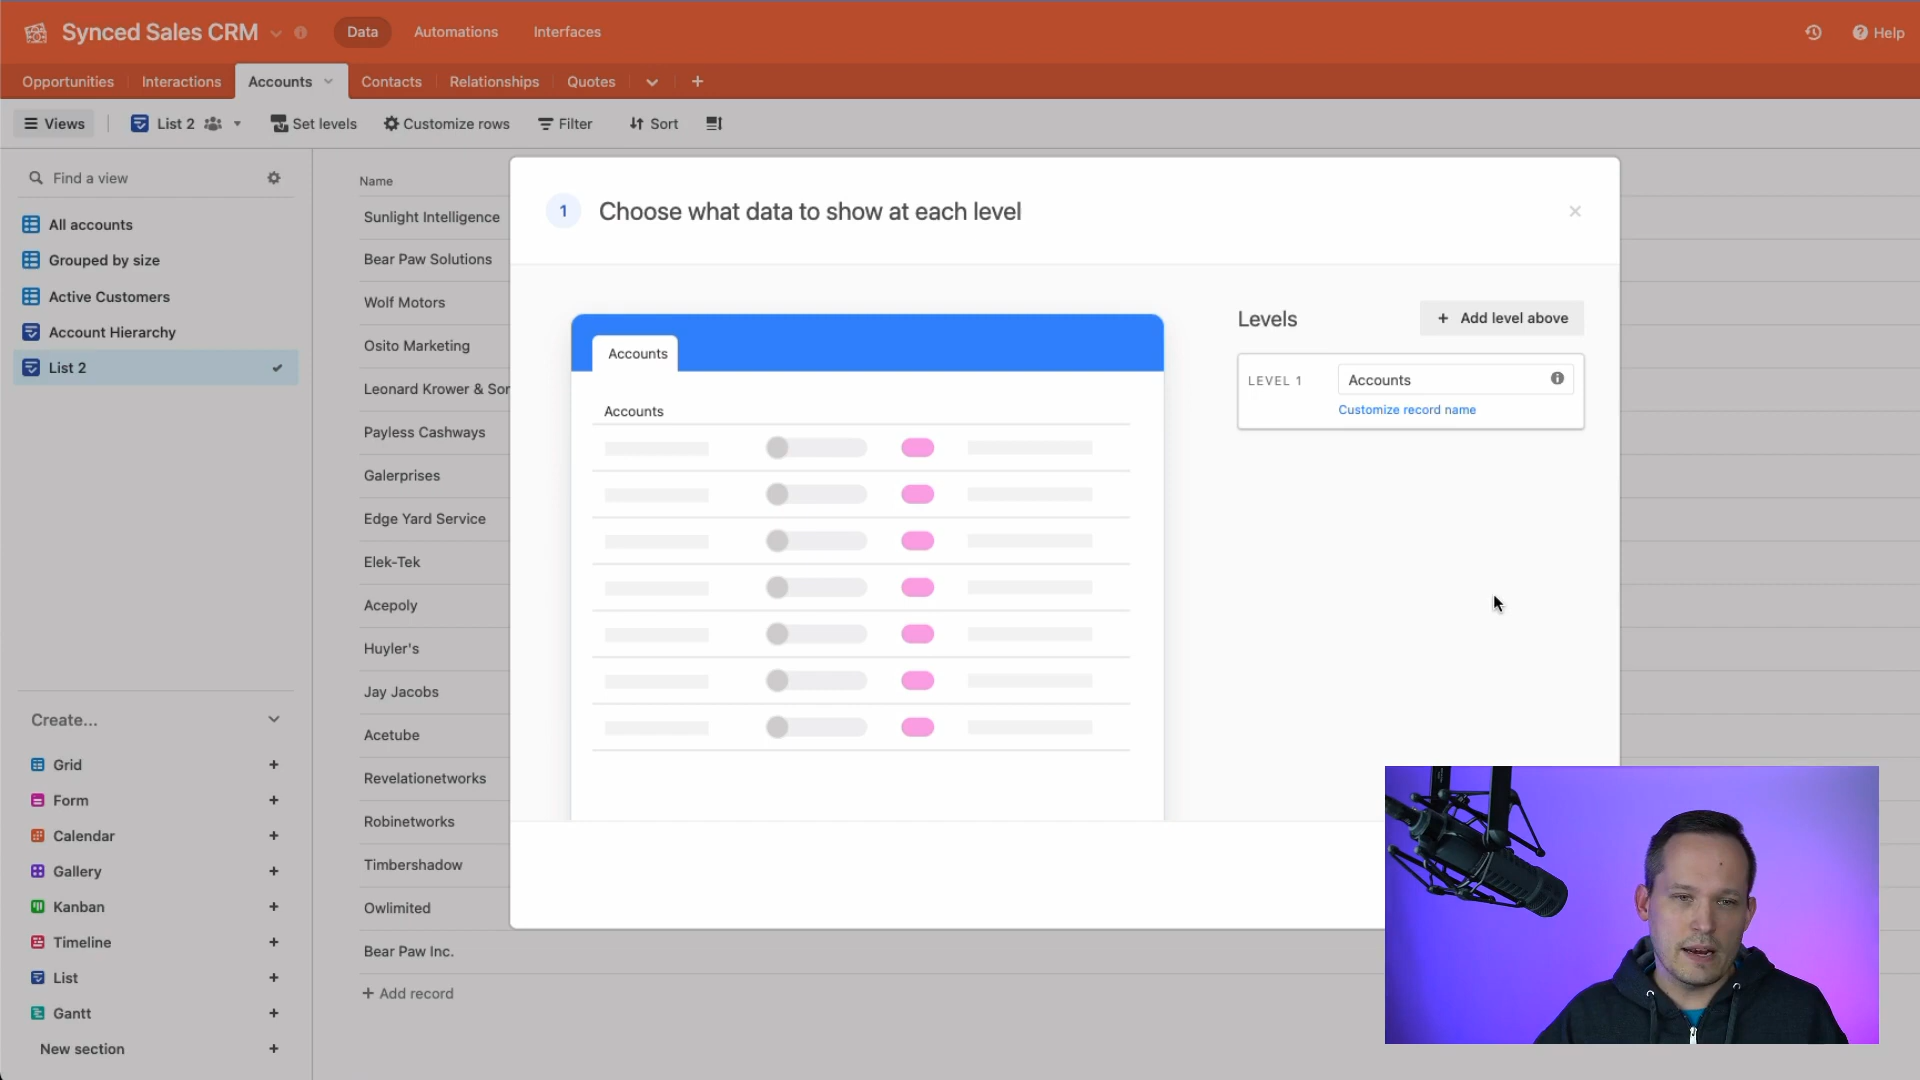 Synced Sales CRM
Data
Automations
Interfaces
Help
Opportunities
Interactions
Accounts
Contacts
Relationships
Quotes
Views
List 2
Set levels
Customize rows
Filter
Sort
Find a view
All accounts
Grouped by size
Active Customers
Account Hierarchy
List 2
Create...
Grid
Form
Calendar
Gallery
Kanban
Timeline
List
Gantt
New section
Name
Sunlight Intelligence
Bear Paw Solutions
Wolf Motors
Osito Marketing
Leonard Krower & Sor
Payless Cashways
Galerprises
Edge Yard Service
Elek-Tek
Acepoly
Huyler's
Jay Jacobs
Acetube
Revelationetworks
Robinetworks
Timbershadow
Owlimited
Bear Paw Inc.
+ Add record
1 Choose what data to show at each level
Accounts
Accounts
Levels
+ Add level above
LEVEL 1
Accounts
Customize record name